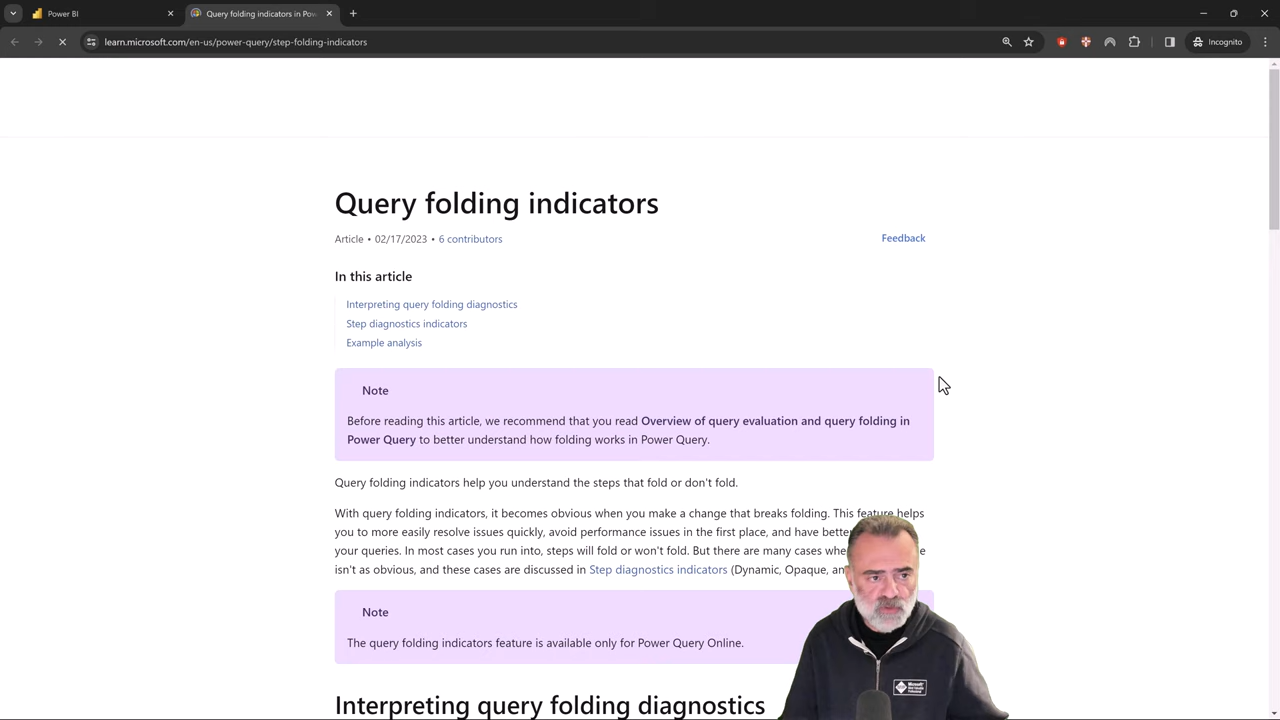 Power BI
Query folding indicators in Pow
learn.microsoft.com/en-us/power-query/step-folding-indicators
Incognito
Query folding indicators
Article • 02/17/2023 • 6 contributors
Feedback
In this article
Interpreting query folding diagnostics
Step diagnostics indicators
Example analysis
Note
Before reading this article, we recommend that you read Overview of query evaluation and query folding in
Power Query to better understand how folding works in Power Query.
Query folding indicators help you understand the steps that fold or don't fold.
With query folding indicators, it becomes obvious when you make a change that breaks folding. This feature helps
you to more easily resolve issues quickly, avoid performance issues in the first place, and have better
your queries. In most cases you run into, steps will fold or won't fold. But there are many cases
isn't as obvious, and these cases are discussed in Step diagnostics indicators (Dynamic, Opaque,
Note
The query folding indicators feature is available only for Power Query Online.
Microsoft
Interpreting query folding diagnostics